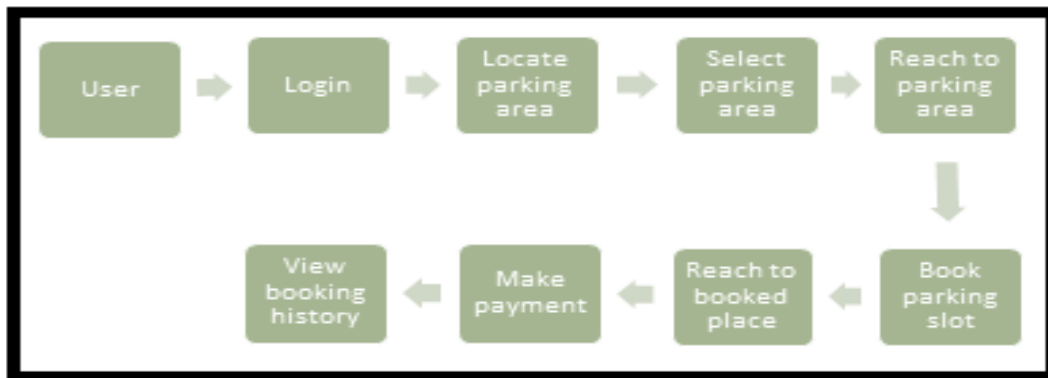 User
Login
Locate
parking
area
Select
parking
area
Reach to
parking
area
Book
parking
slot
Reach to
booked
place
Make
payment
View
booking
history